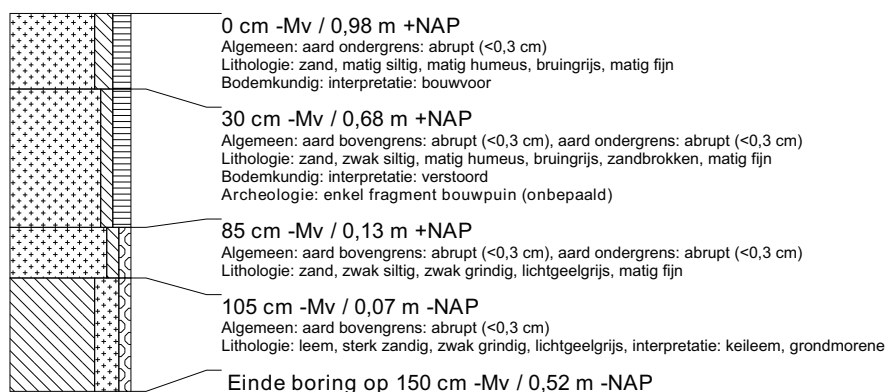 0 cm -Mv / 0,98 m +NAP
Algemeen: aard ondergrens: abrupt (<0,3 cm)
Lithologie: zand, matig siltig, matig humeus, bruingrijs, matig fijn
Bodemkundig: interpretatie: bouwvoor
30 cm -Mv / 0,68 m +NAP
Algemeen: aard bovengrens: abrupt (<0,3 cm), aard ondergrens: abrupt (<0,3 cm)
Lithologie: zand, zwak siltig, matig humeus, bruingrijs, zandbrokken, matig fijn
Bodemkundig: interpretatie: verstoord
Archeologie: enkel fragment bouwpuin (onbepaald)
85 cm -Mv / 0,13 m +NAP
Algemeen: aard bovengrens: abrupt (<0,3 cm), aard ondergrens: abrupt (<0,3 cm)
Lithologie: zand, zwak siltig, zwak grindig, lichtgeelgrijs, matig fijn
105 cm -Mv / 0,07 m -NAP
Algemeen: aard bovengrens: abrupt (<0,3 cm)
Lithologie: leem, sterk zandig, zwak grindig, lichtgeelgrijs, interpretatie: keileem, grondmorene
Einde boring op 150 cm -Mv / 0,52 m -NAP